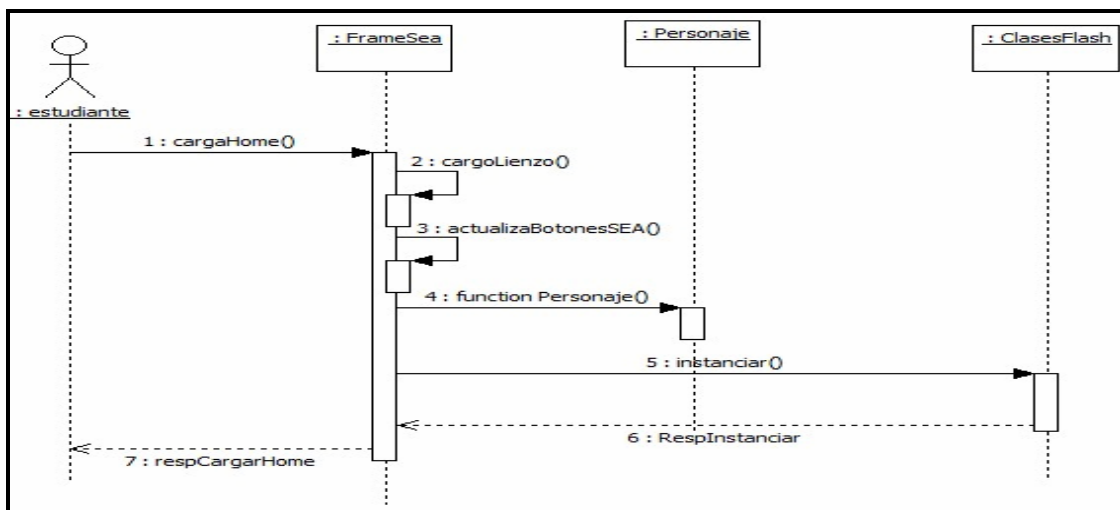 : FrameSea
: Personaje
: ClasesFlash
: estudiante
1 : cargaHome()
2 : cargoLienzo()
3 : actualizaBotonesSEA()
4 : function Personaje()
5 : instanciar()
6 : RespInstanciar
7 : respCargarHome